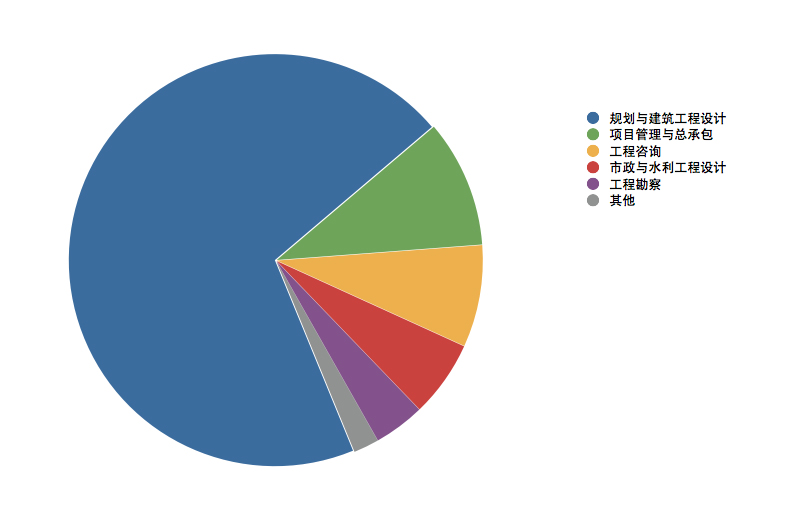 规划与建筑工程设计
项目管理与总承包
工程咨询
市政与水利工程设计
工程勘察
其他